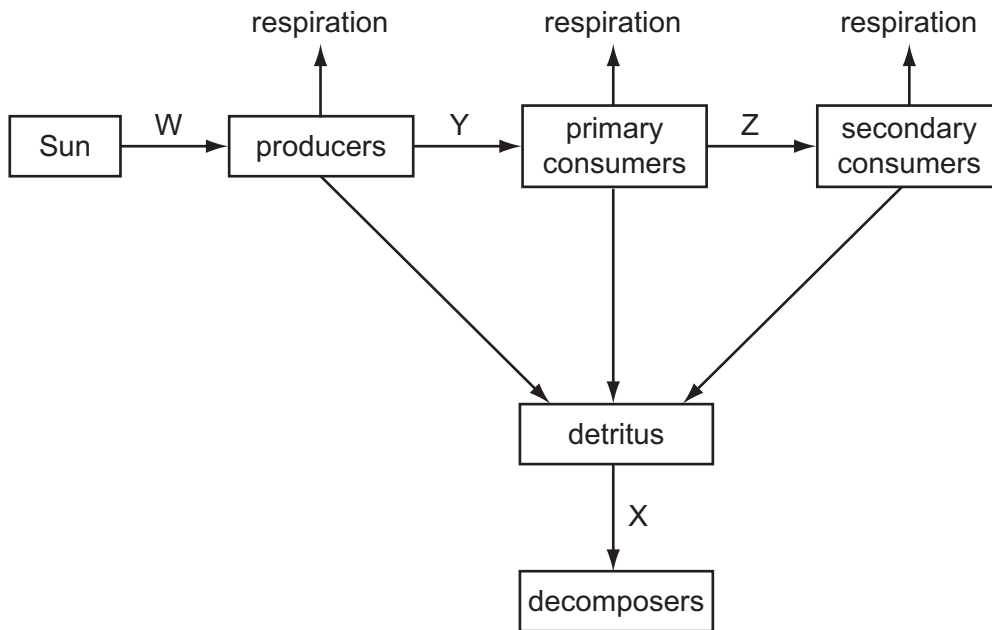 respiration
respiration
respiration
Sun
W
producers
Y
primary
consumers
Z
secondary
consumers
detritus
X
decomposers